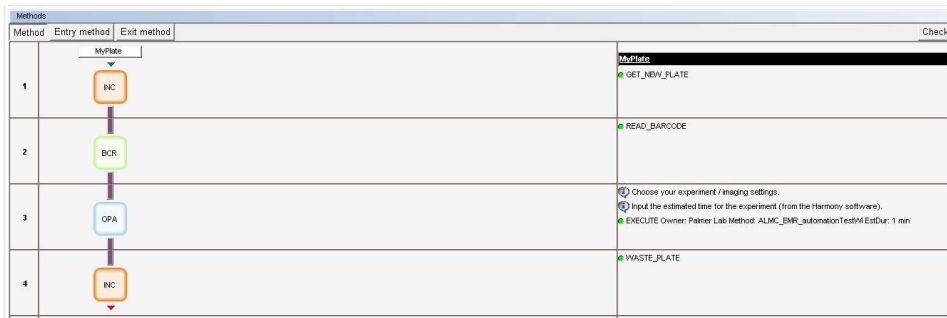 Methods
Method Entry method Exit method Check
MyPlate
MyPlate
1 INC GET_NEW_PLATE
2 BCR READ_BARCODE
Choose your experiment / imaging settings.
Input the estimated time for the experiment (from the Harmony software).
3 OPA EXECUTE Owner: Palmer Lab Method: ALMC_EMR_automationTestWl EstDur: 1 min
WASTE_PLATE
4 INC